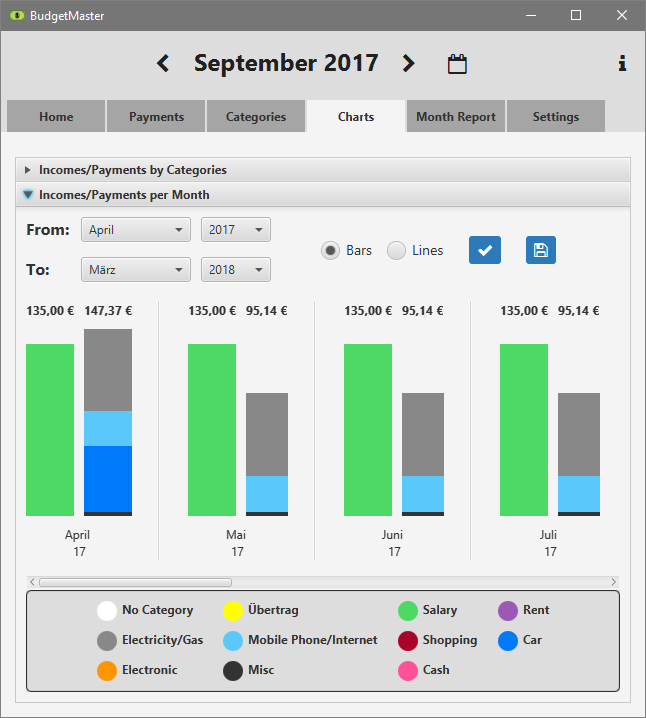 BudgetMaster
September 2017
Home Payments Categories Charts Month Report Settings
Incomes/Payments by Categories
Incomes/Payments per Month
From: April 2017
Bars Lines
To: März 2018
135,00 € 147,37 € 135,00 € 95,14 € 135,00 € 95,14 € 135,00 € 95,14 €
April Mai Juni Juli
17 17 17 17
No Category Übertrag Salary Rent
Electricity/Gas Mobile Phone/Internet Shopping Car
Electronic Misc Cash